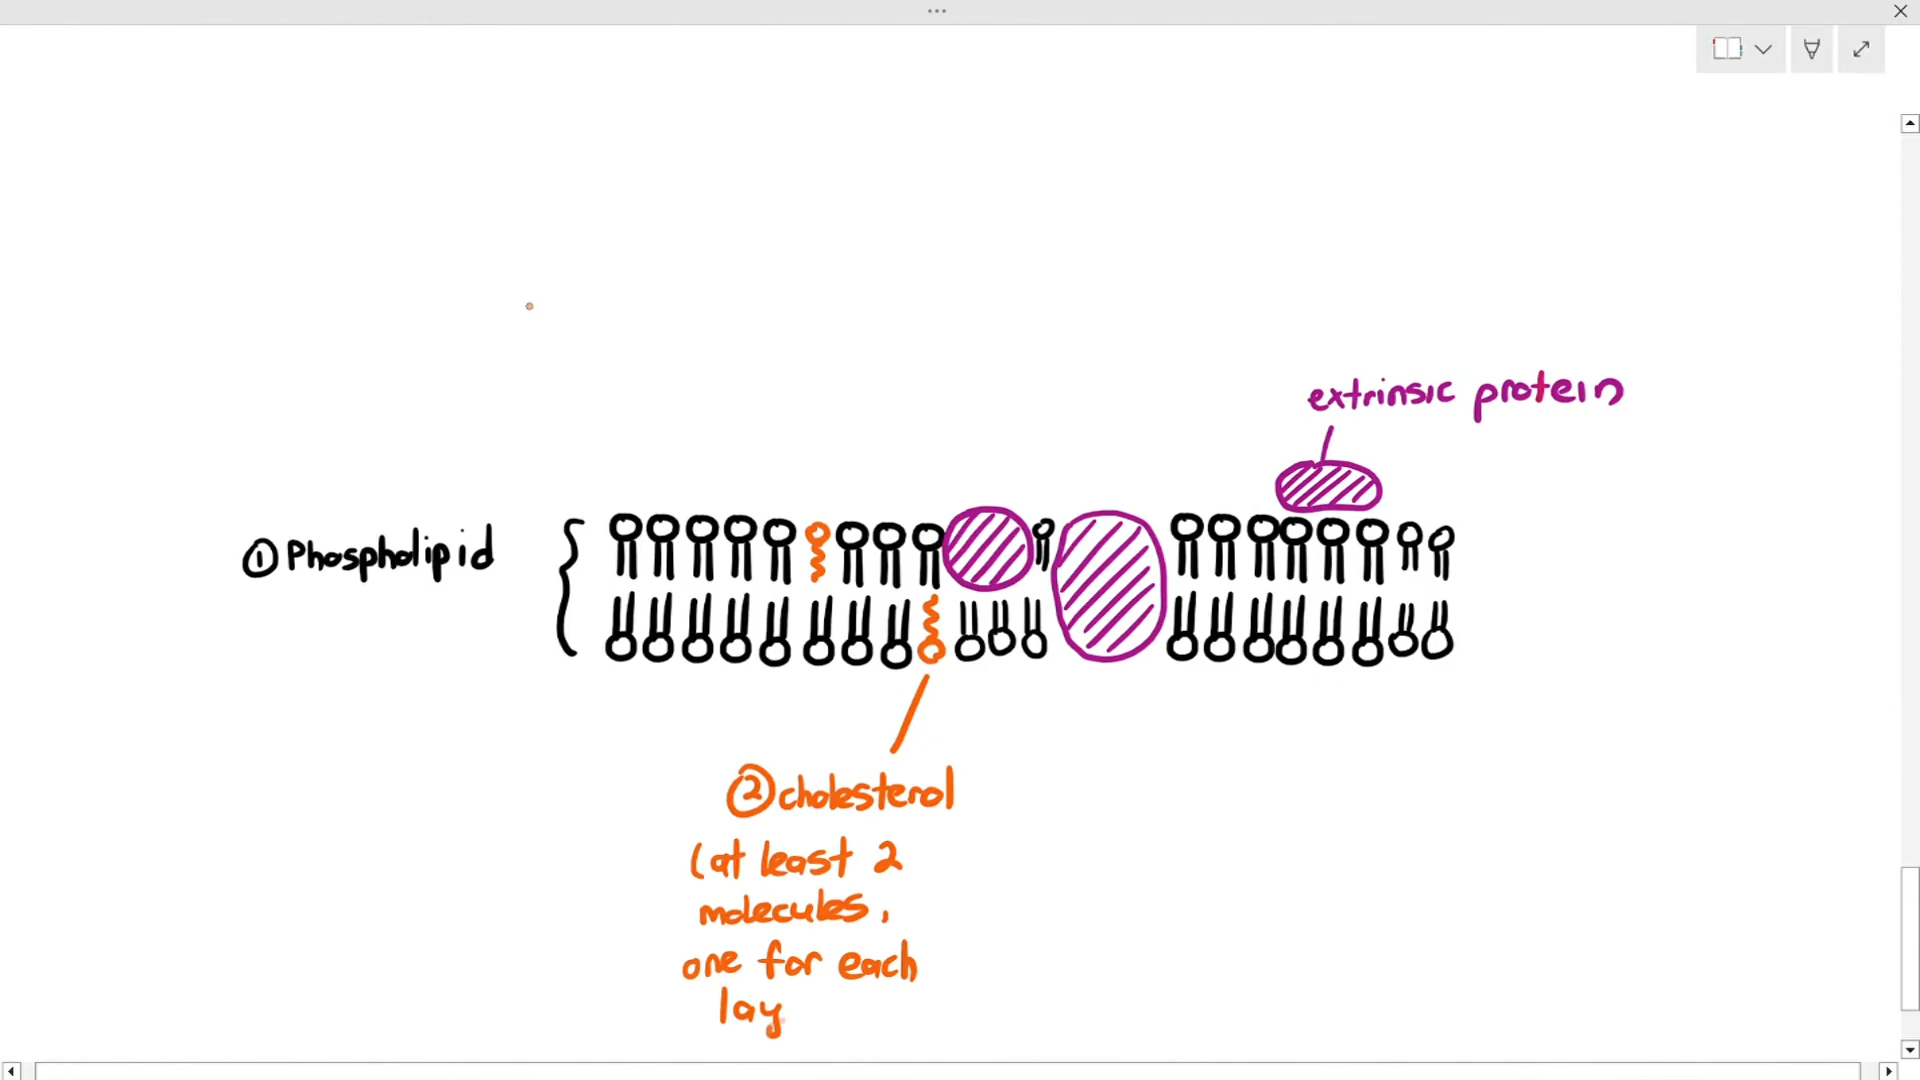 extrinsic protein
① Phospholipid
② cholesterol
(at least 2
molecules,
one for each
lay